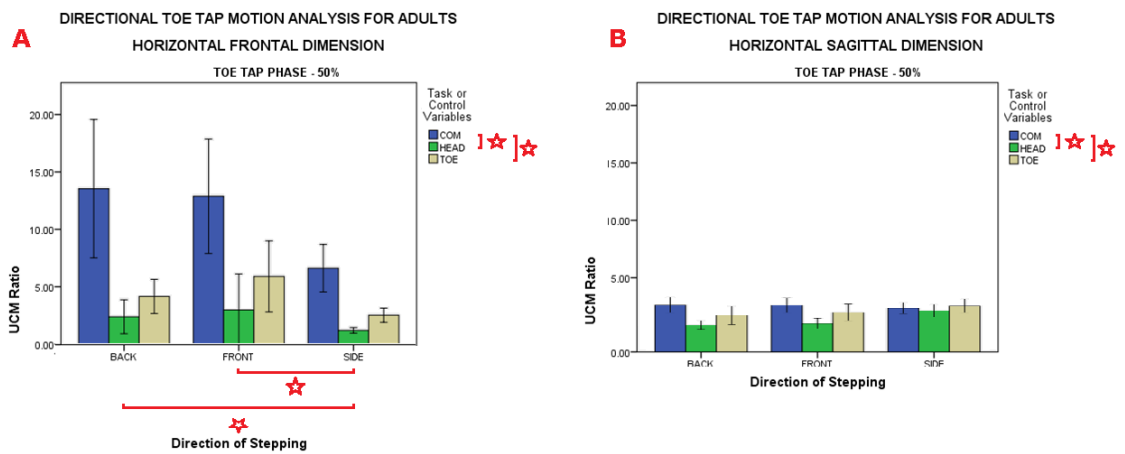 DIRECTIONAL TOE TAP MOTION ANALYSIS FOR ADULTS
A
HORIZONTAL FRONTAL DIMENSION
TOE TAP PHASE - 50%
Task or
Control
Variables
COM
HEAD
TOE
20.00
15.00
10.00
5.00
0.00
UCM Ratio
BACK FRONT SIDE
Direction of Stepping
DIRECTIONAL TOE TAP MOTION ANALYSIS FOR ADULTS
B
HORIZONTAL SAGITTAL DIMENSION
TOE TAP PHASE - 50%
Task or
Control
Variables
COM
HEAD
TOE
20.00
15.00
10.00
5.00
0.00
UCM Ratio
BACK FRONT SIDE
Direction of Stepping